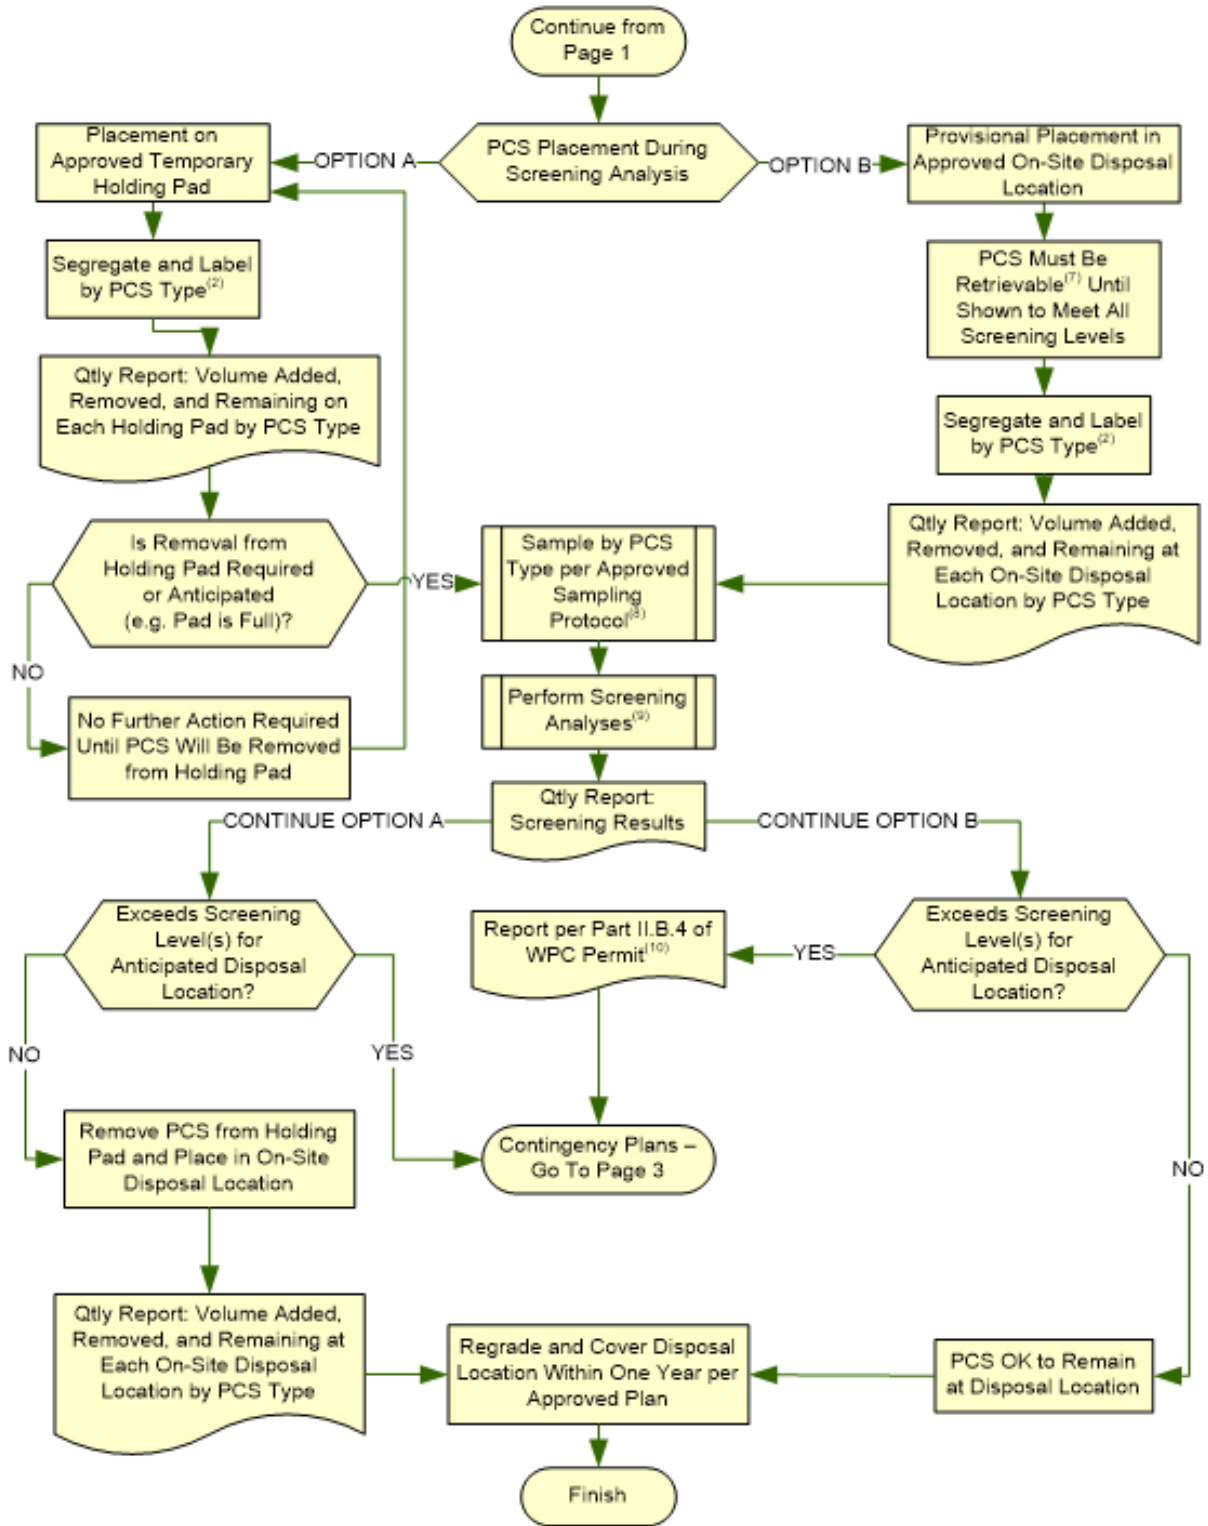 Continue from
Page 1
Placement on
Approved Temporary
Holding Pad
OPTION A
PCS Placement During
Screening Analysis
OPTION B
Provisional Placement in
Approved On-Site Disposal
Location
Segregate and Label
by PCS Type(2)
PCS Must Be
Retrievable(7) Until
Shown to Meet All
Screening Levels
Qtly Report: Volume Added,
Removed, and Remaining on
Each Holding Pad by PCS Type
Segregate and Label
by PCS Type(2)
Is Removal from
Holding Pad Required
or Anticipated
(e.g. Pad is Full)?
YES
Sample by PCS
Type per Approved
Sampling
Protocol(8)
Qtly Report: Volume Added,
Removed, and Remaining at
Each On-Site Disposal
Location by PCS Type
NO
No Further Action Required
Until PCS Will Be Removed
from Holding Pad
Perform Screening
Analyses(9)
Qtly Report:
Screening Results
CONTINUE OPTION A
CONTINUE OPTION B
Exceeds Screening
Level(s) for
Anticipated Disposal
Location?
Report per Part II.B.4 of
WPC Permit(10)
YES
Exceeds Screening
Level(s) for
Anticipated Disposal
Location?
NO
YES
Remove PCS from Holding
Pad and Place in On-Site
Disposal Location
Contingency Plans –
Go To Page 3
NO
Qtly Report: Volume Added,
Removed, and Remaining at
Each On-Site Disposal
Location by PCS Type
Regrade and Cover Disposal
Location Within One Year per
Approved Plan
PCS OK to Remain
at Disposal Location
Finish